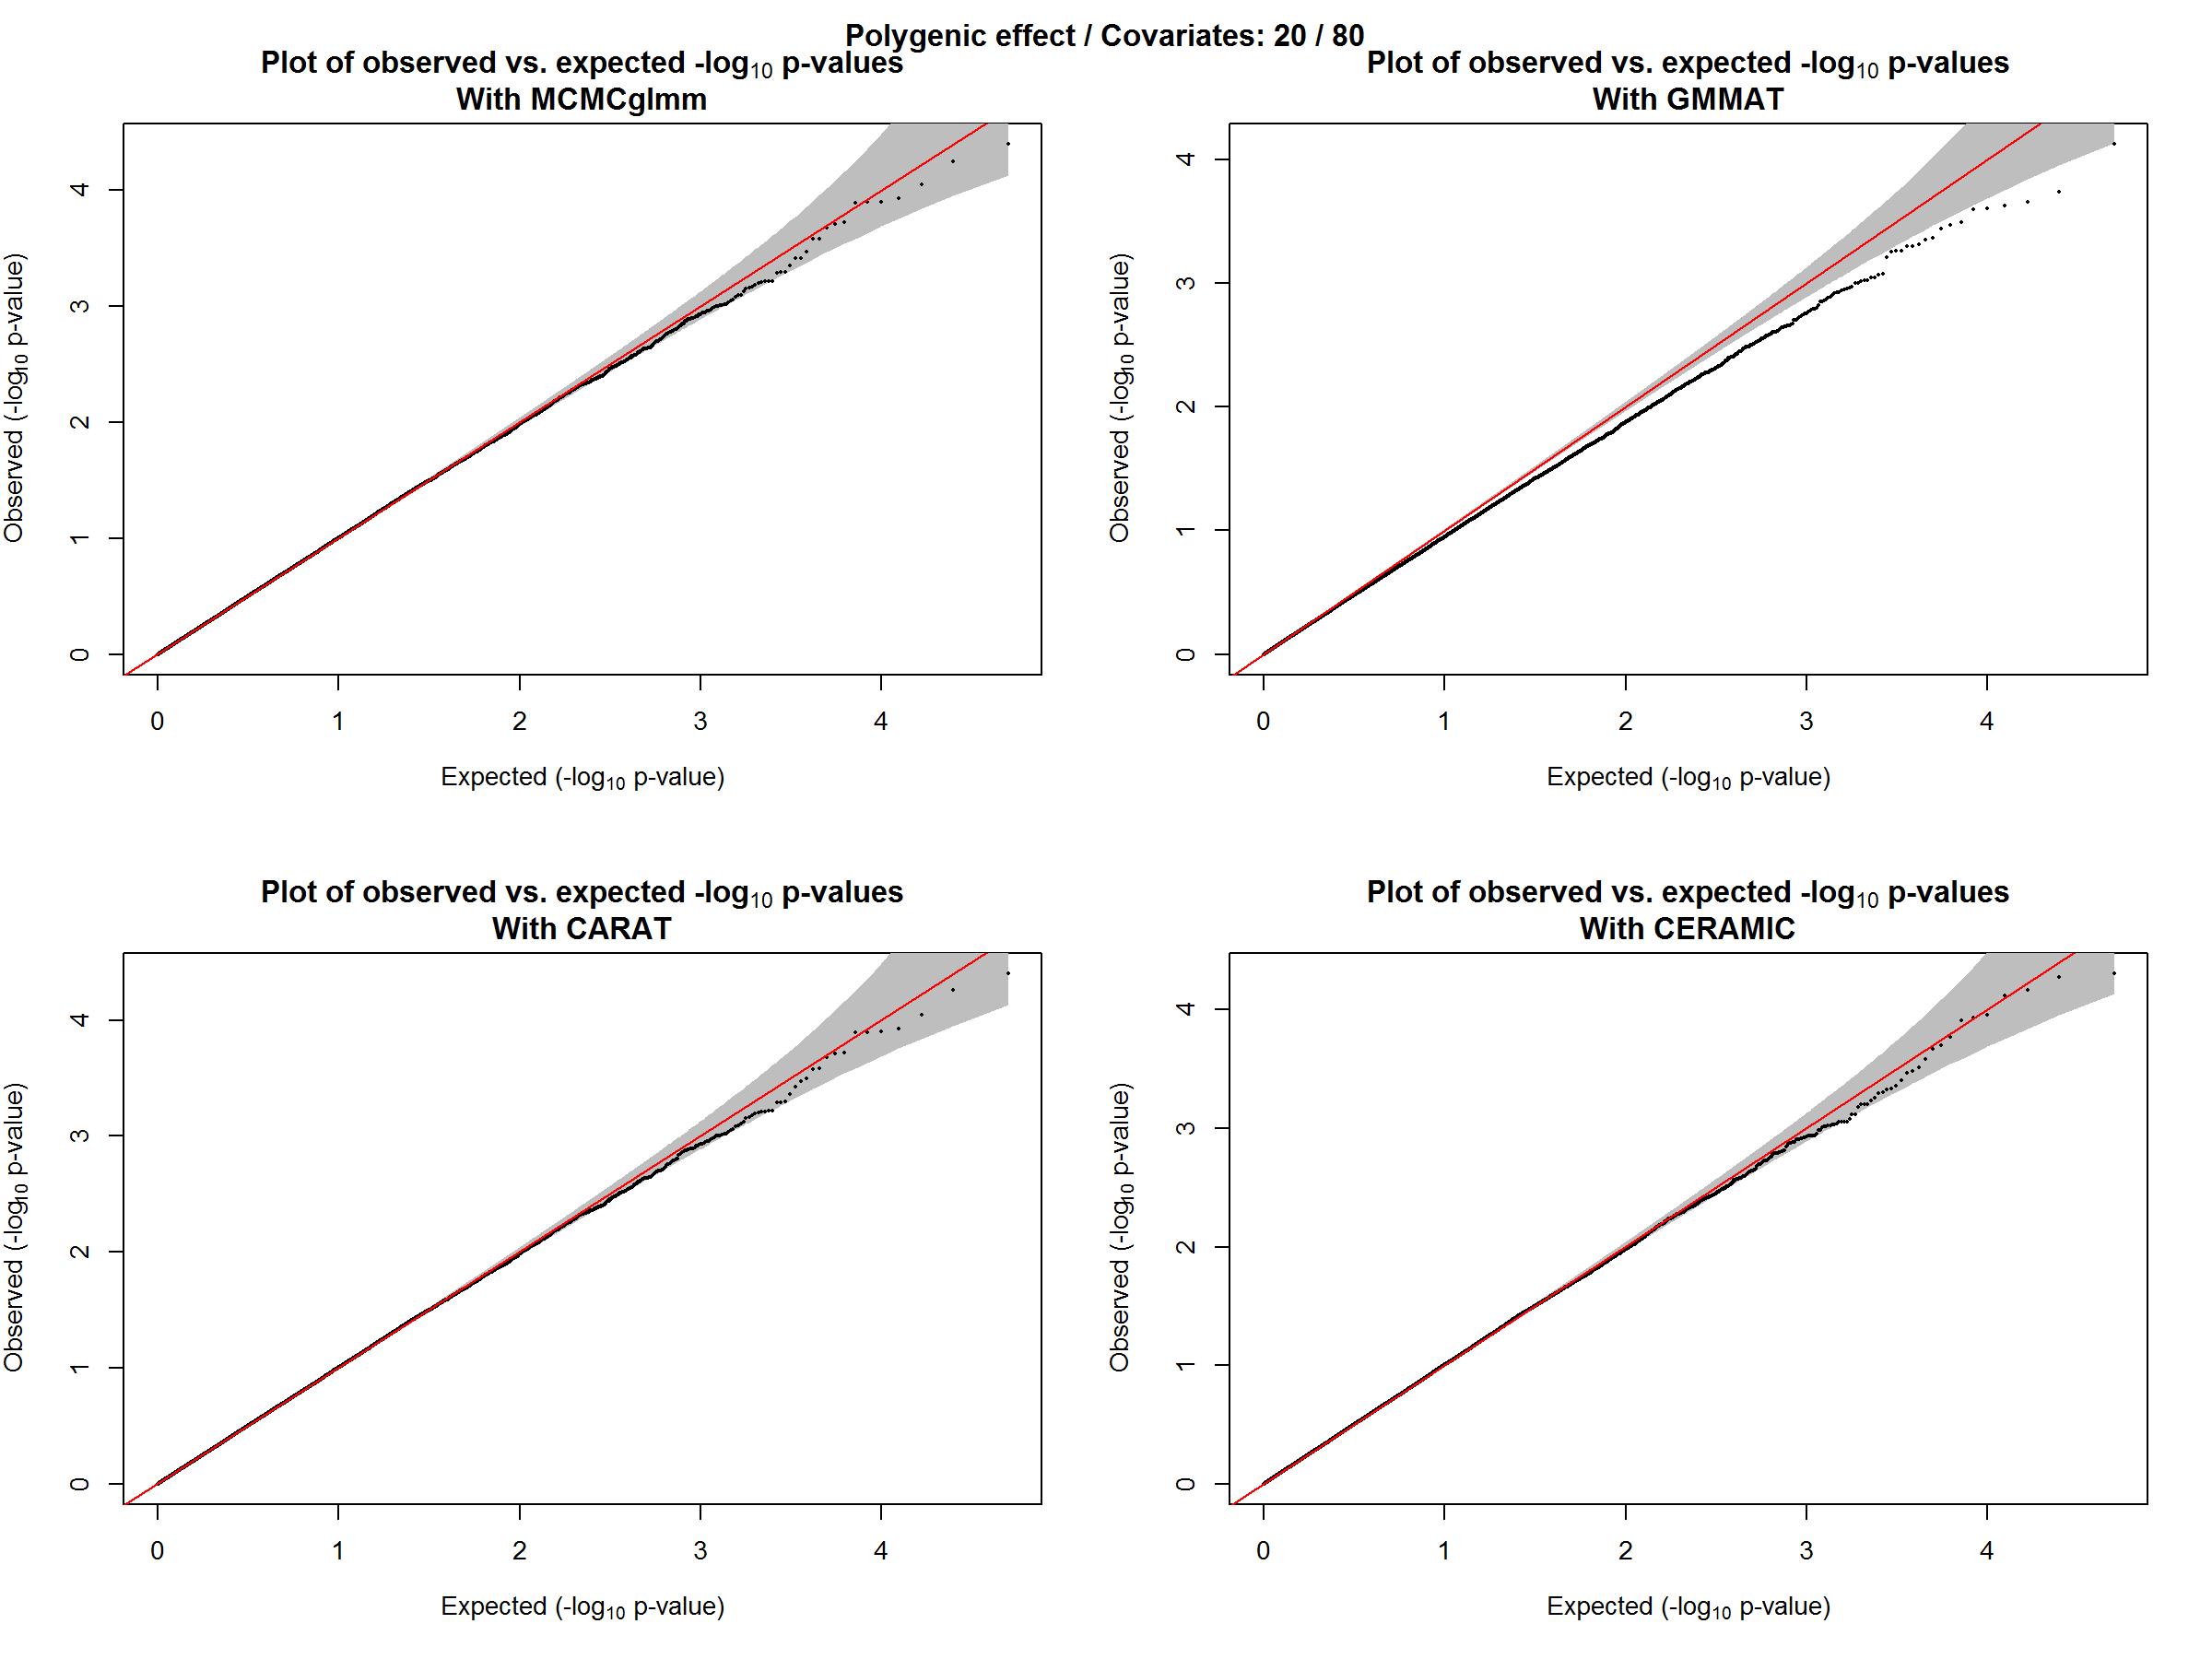 Polygenic effect / Covariates: 20 / 80
Plot of observed vs. expected -log10 p-values
With MCMCglmm
Observed (-log10 p-value)
4
3
2
1
0
0 1 2 3 4
Expected (-log10 p-value)
Plot of observed vs. expected -log10 p-values
With GMMAT
Observed (-log10 p-value)
4
3
2
1
0
0 1 2 3 4
Expected (-log10 p-value)
Plot of observed vs. expected -log10 p-values
With CARAT
Observed (-log10 p-value)
4
3
2
1
0
0 1 2 3 4
Expected (-log10 p-value)
Plot of observed vs. expected -log10 p-values
With CERAMIC
Observed (-log10 p-value)
4
3
2
1
0
0 1 2 3 4
Expected (-log10 p-value)